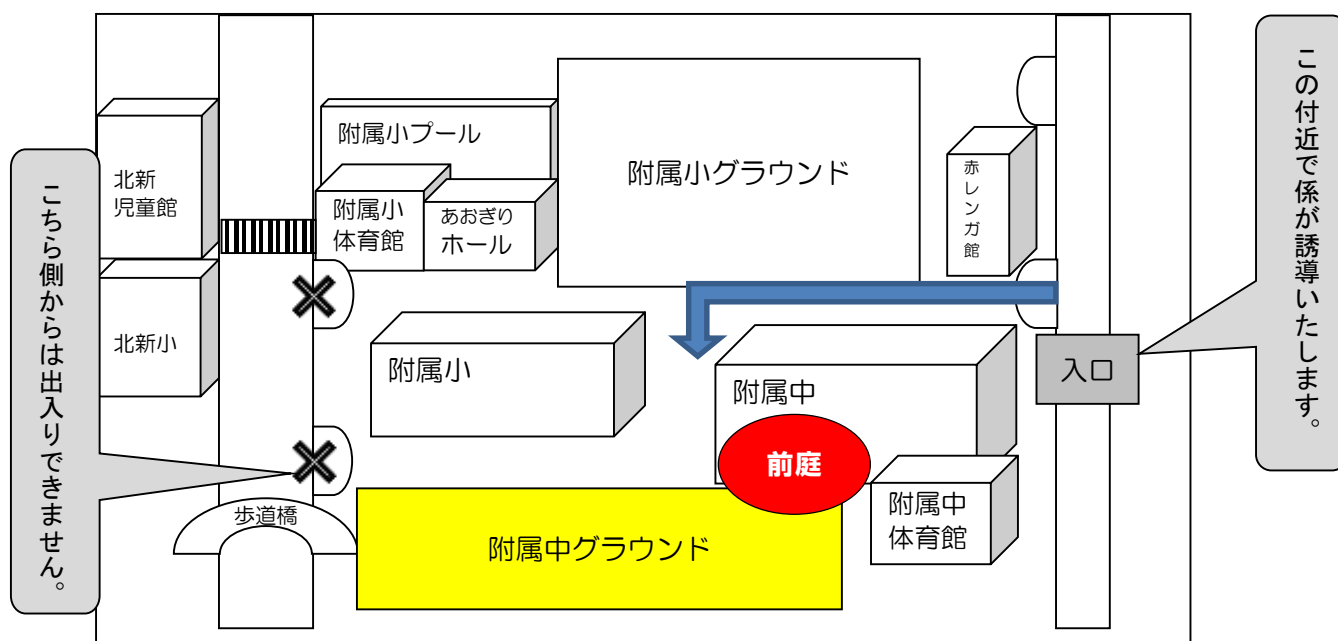 こちら側からは出入りできません。
北新
児童館
北新小
附属小プール
附属小
体育館
あおぎり
ホール
附属小グラウンド
赤レンガ館
この付近で係が誘導いたします。
入口
附属小
附属中
前庭
附属中
体育館
歩道橋
附属中グラウンド